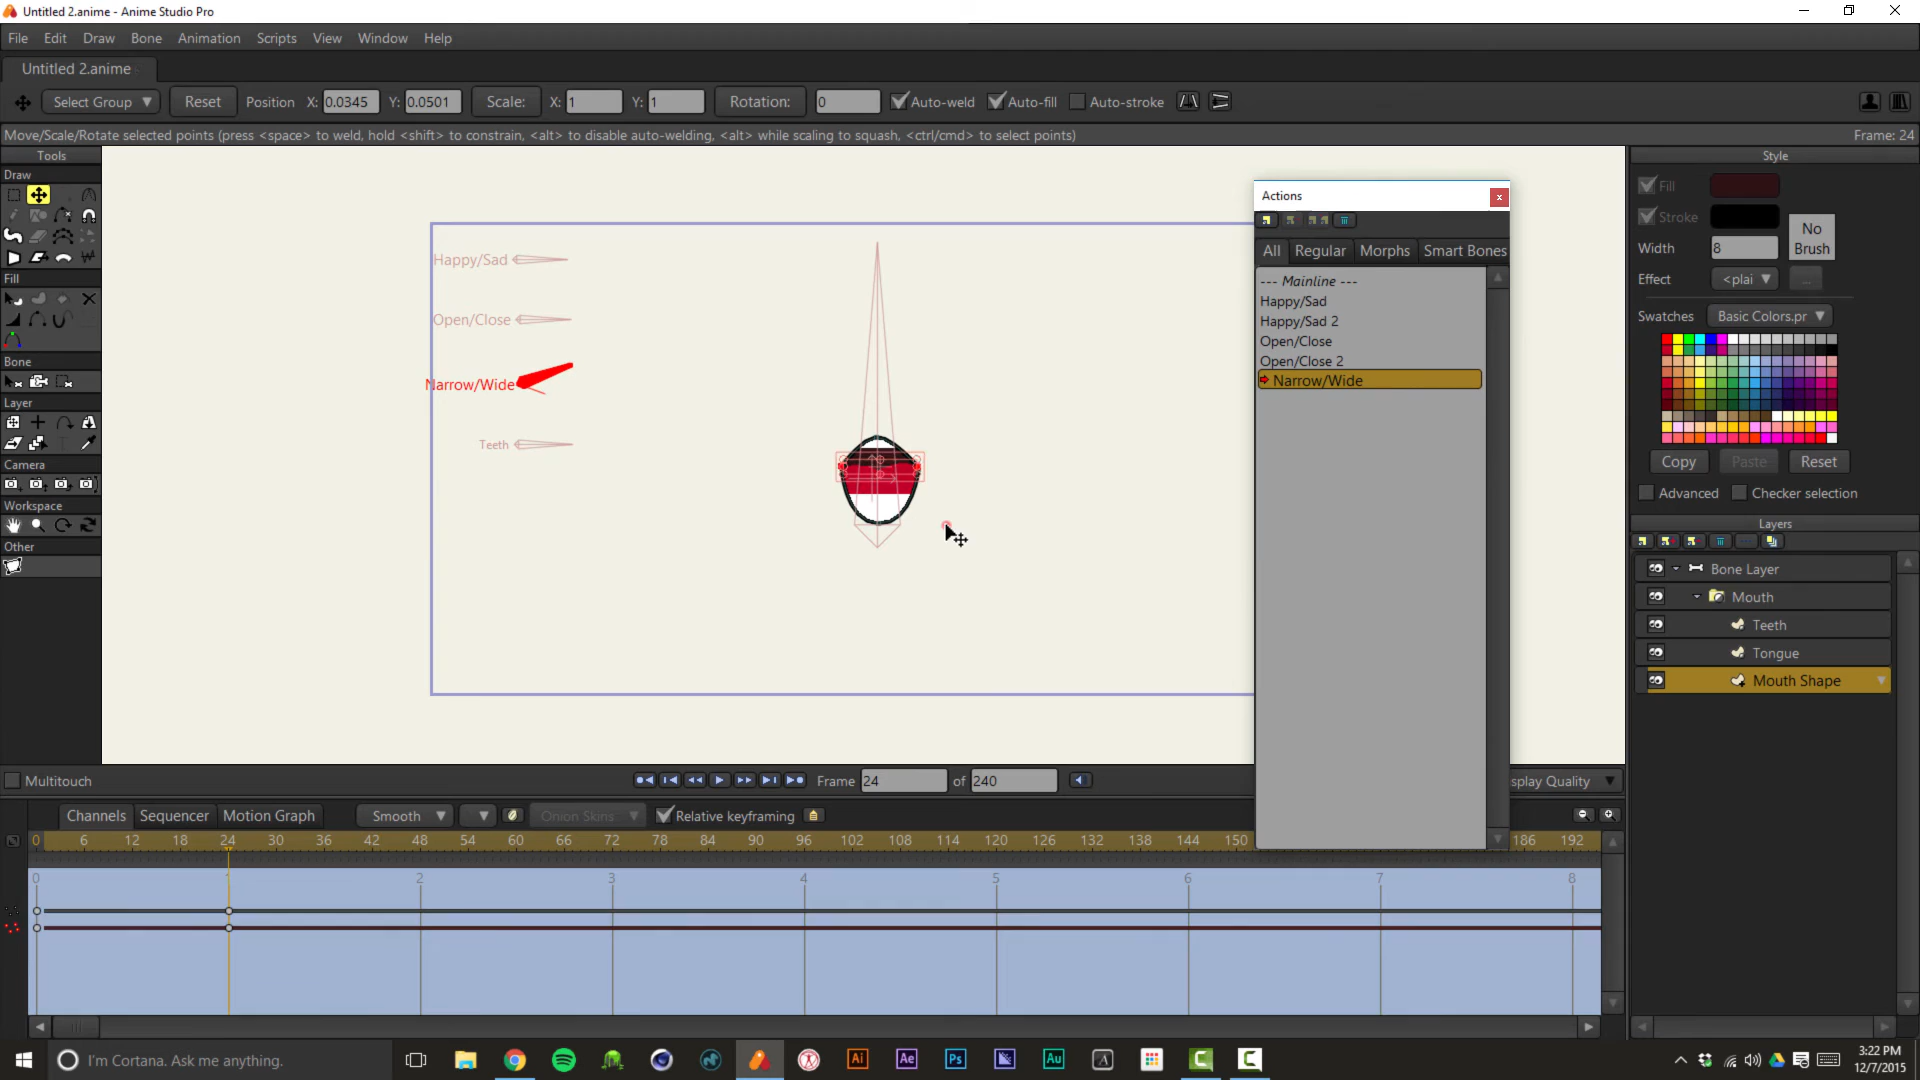 Untitled 2.anime - Anime Studio Pro
File Edit Draw Bone Animation Scripts View Window Help
Untitled 2.anime
Select Group Reset Position X: 0.0345 Y: 0.0501 Scale: X: 1 Y: 1 Rotation: 0 Auto-weld Auto-fill Auto-stroke
Move/Scale/Rotate selected points (press <space> to weld, hold <shift> to constrain, <alt> to disable auto-welding, <alt> while scaling to squash, <ctrl/cmd> to select points) Frame: 24
Tools
Draw
Fill
Bone
Layer
Camera
Workspace
Other
Happy/Sad
Open/Close
Narrow/Wide
Teeth
Actions
All Regular Morphs Smart Bones
--- Mainline ---
Happy/Sad
Happy/Sad 2
Open/Close
Open/Close 2
Narrow/Wide
Style
Fill
Stroke
No Brush
Width 8
Effect <plai ...
Swatches Basic Colors.pr
Copy Paste Reset
Advanced Checker selection
Layers
Bone Layer
Mouth
Teeth
Tongue
Mouth Shape
Multitouch Frame 24 of 240 splay Quality
Channels Sequencer Motion Graph Smooth Onion Skins Relative keyframing
0 6 12 18 24 30 36 42 48 54 60 66 72 78 84 90 96 102 108 114 120 126 132 138 144 150 186 192
0 1 2 3 4 5 6 7 8
I'm Cortana. Ask me anything.
Ai Ae Ps Au A C C
3:22 PM
12/7/2015